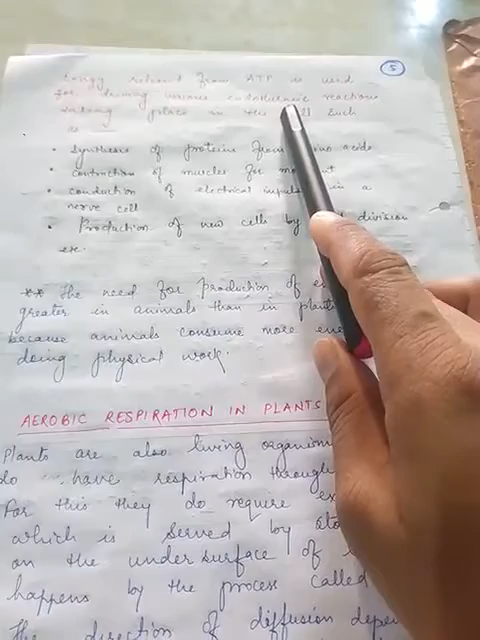 5
Energy released from ATP is used
for driving various endothermic reactions
taking place in the cell such
as
• Synthesis of proteins from amino acids
• contraction of muscles for
• conduction of electrical in a
nerve cell
• Production of new cells by division
etc.
** The need for production of
greater in animals than in plants
because animals consume more
doing physical work.
AEROBIC RESPIRATION IN PLANTS
Plants are also living
do have respiration through
For this they do require
which is served by
on the under surface of
happens by the process called
The direction of diffusion